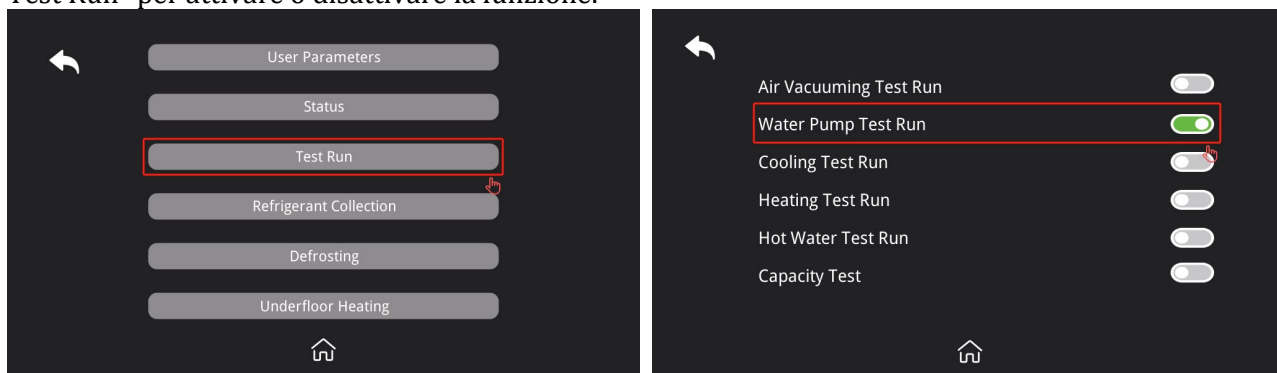 Test Run" per attivare o disattivare la funzione.
User Parameters
Status
Test Run
Refrigerant Collection
Defrosting
Underfloor Heating
Air Vacuuming Test Run
Water Pump Test Run
Cooling Test Run
Heating Test Run
Hot Water Test Run
Capacity Test